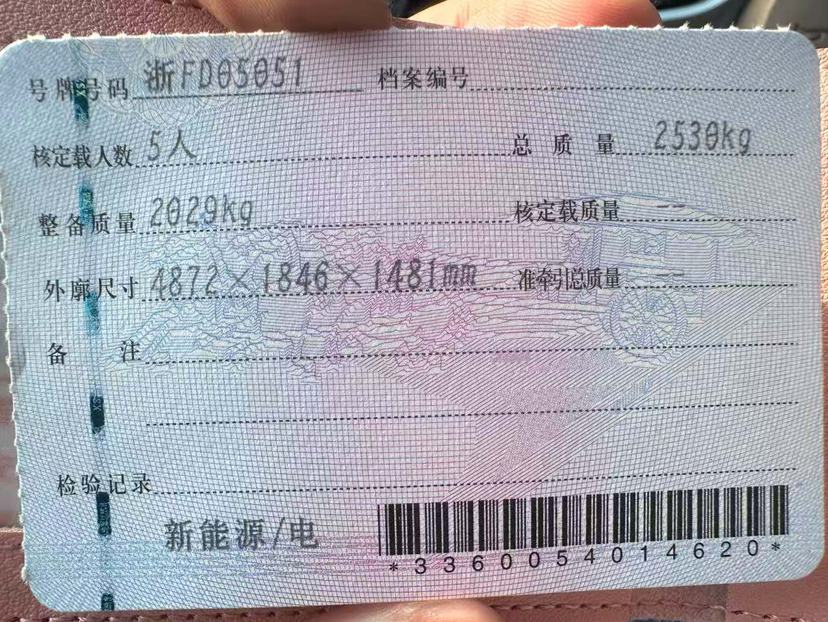 号牌号码 浙FD05051 档案编号
核定载人数 5人 总质量 2530kg
整备质量 2029kg 核定载质量 --
外廓尺寸 4872×1846×1481mm 准牵引总质量 --
备注
检验记录
新能源/电
*3360054014620*